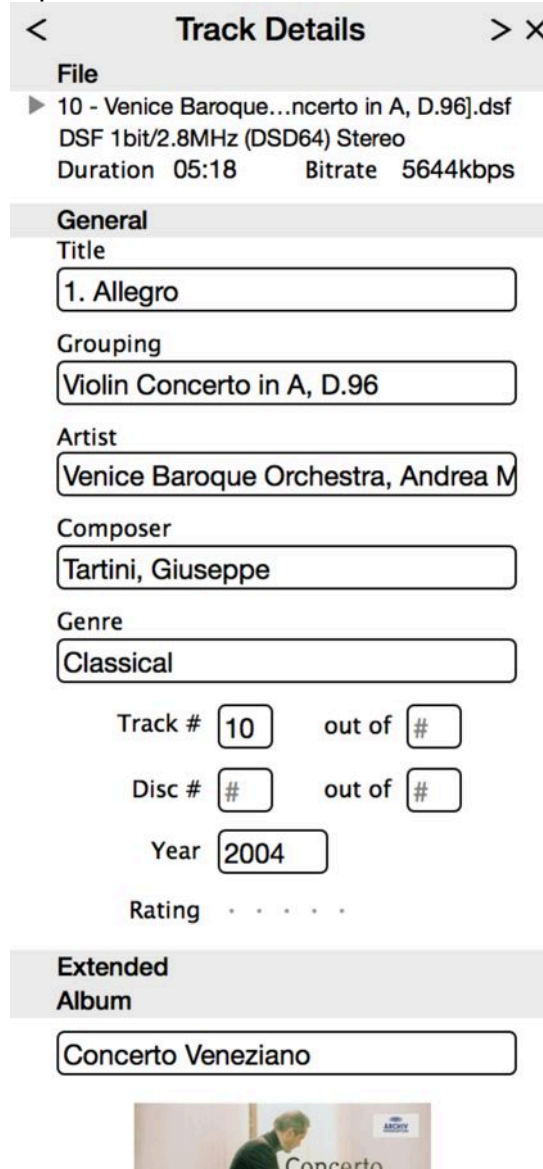 < Track Details > ×
File
10 - Venice Baroque…ncerto in A, D.96].dsf
DSF 1bit/2.8MHz (DSD64) Stereo
Duration 05:18 Bitrate 5644kbps
General
Title
1. Allegro
Grouping
Violin Concerto in A, D.96
Artist
Venice Baroque Orchestra, Andrea M
Composer
Tartini, Giuseppe
Genre
Classical
Track # 10 out of #
Disc # # out of #
Year 2004
Rating · · · · ·
Extended
Album
Concerto Veneziano
ARCHIV
Concerto